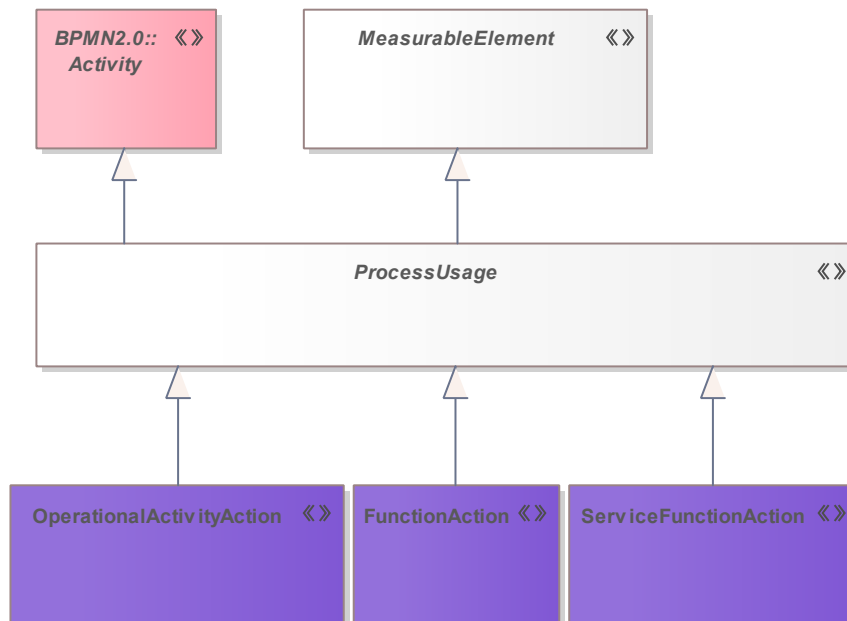 BPMN2.0:: «»
Activity
MeasurableElement «»
ProcessUsage «»
OperationalActivityAction «»
FunctionAction «»
ServiceFunctionAction «»